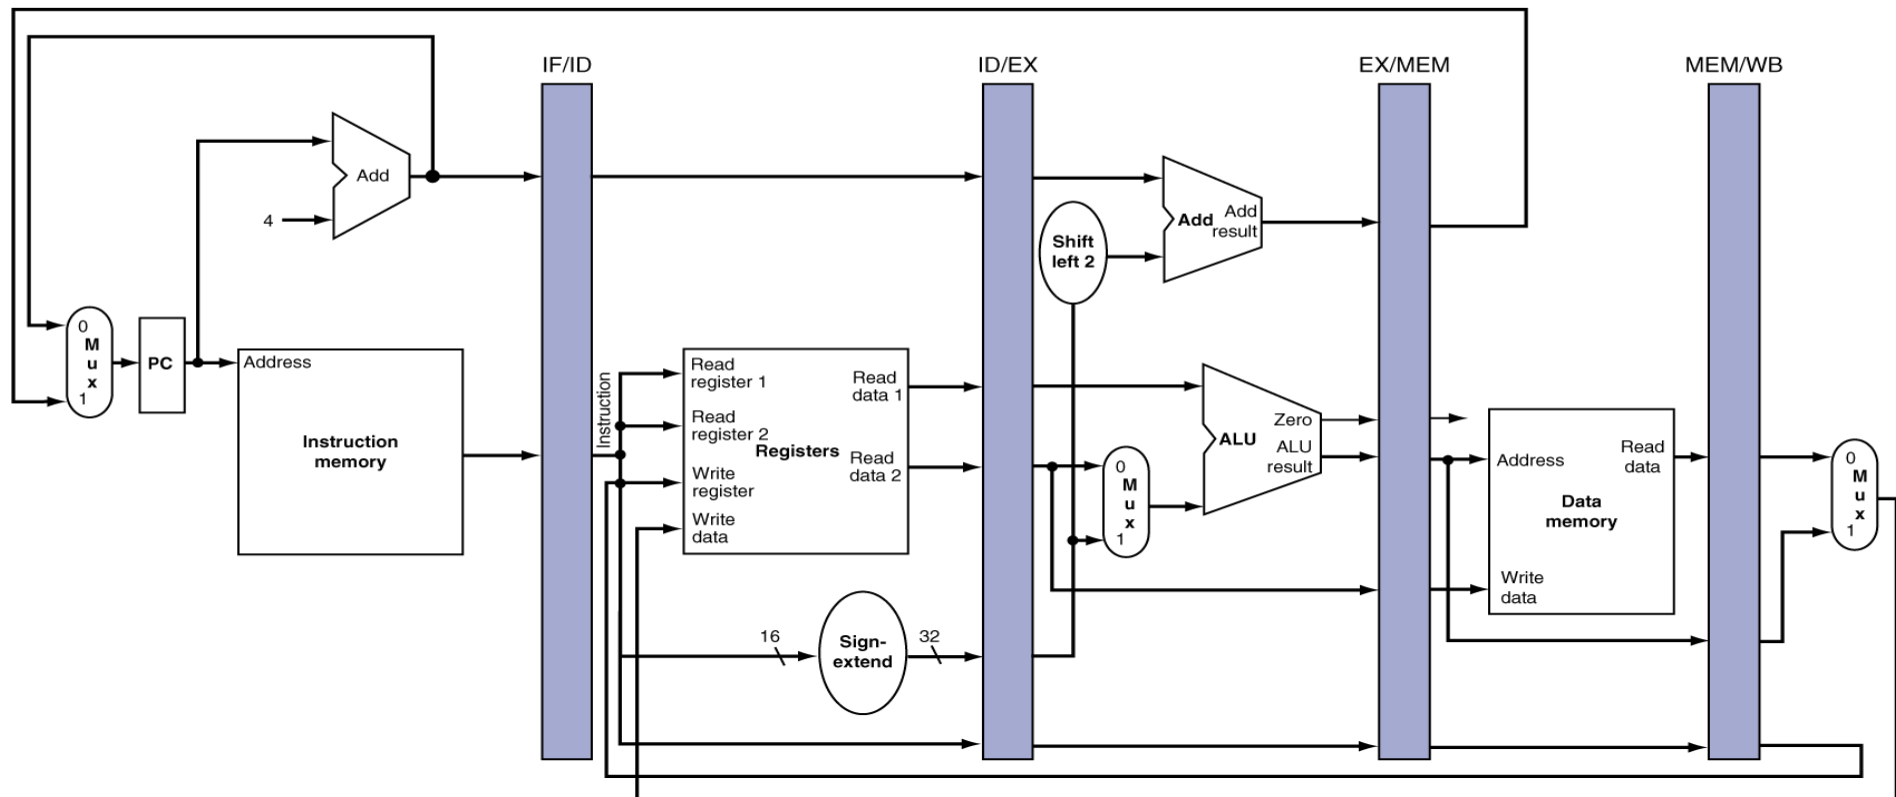 IF/ID
ID/EX
EX/MEM
MEM/WB
Add
4
Add
Add
result
Shift
left 2
0
M
u
x
1
PC
Address
Instruction
memory
Instruction
Read
register 1
Read
register 2
Write
register
Write
data
Registers
Read
data 1
Read
data 2
16
Sign-
extend
32
0
M
u
x
1
ALU
Zero
ALU
result
Address
Read
data
Data
memory
Write
data
0
M
u
x
1